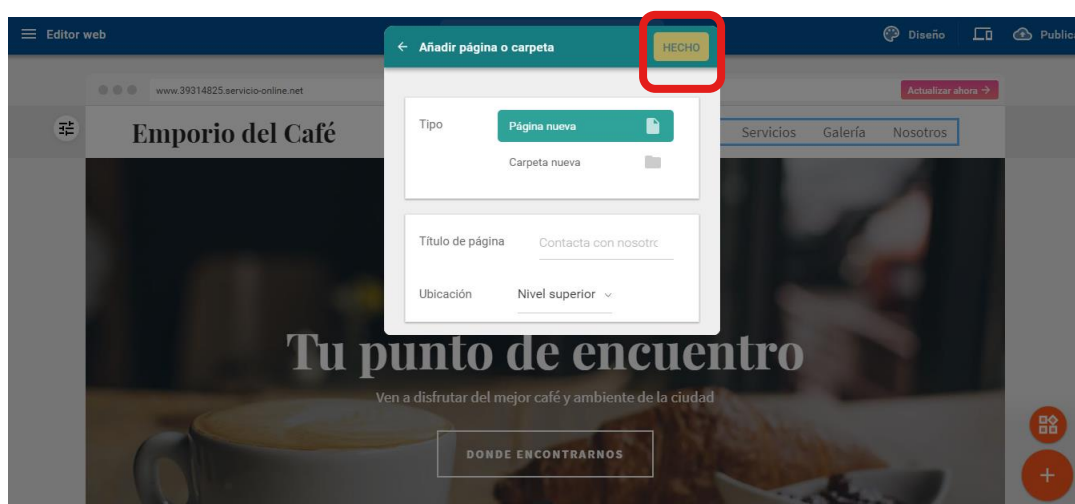 Editor web
Añadir página o carpeta
HECHO
Diseño
www.39314825.servicio-online.net
Actualizar ahora →
Emporio del Café
Servicios Galería Nosotros
Tipo
Página nueva
Carpeta nueva
Título de página
Contacta con
Ubicación
Nivel superior
Tu punto de encuentro
Ven a disfrutar del mejor café y ambiente de la ciudad
DONDE ENCONTRARNOS